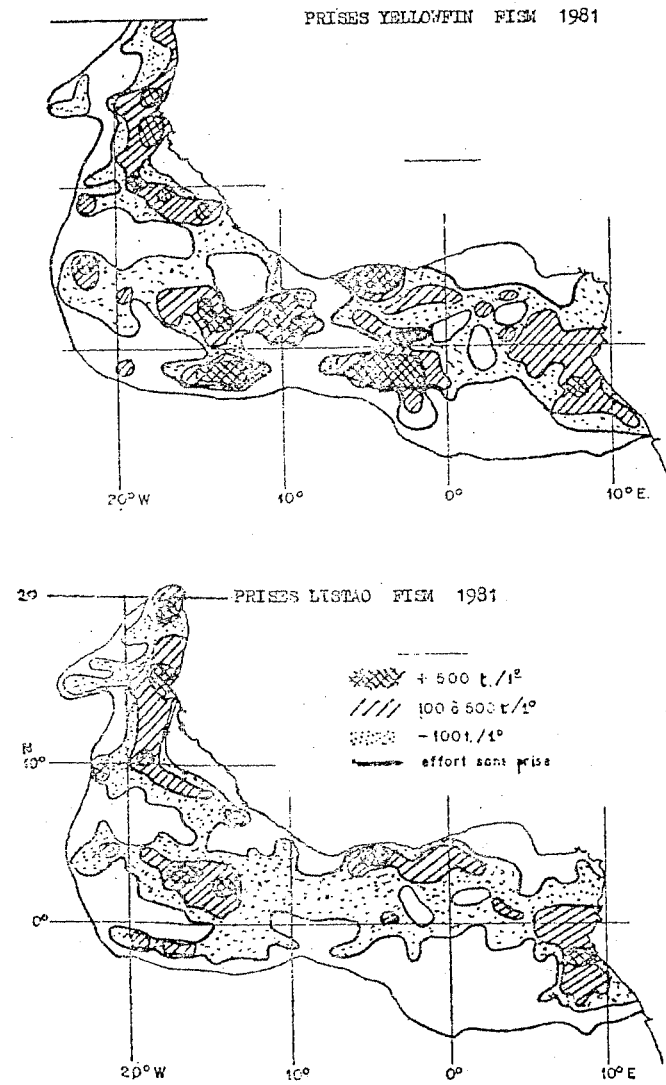 PRISES YELLOWFIN FISM 1981
20° W
10°
0°
10° E.
20
PRISES LISTAO FISM 1981
+ 500 t./1°
100 à 500 t/1°
-100 t./1°
effort sans prise
N
10°
0°
20° W
10°
0°
10° E